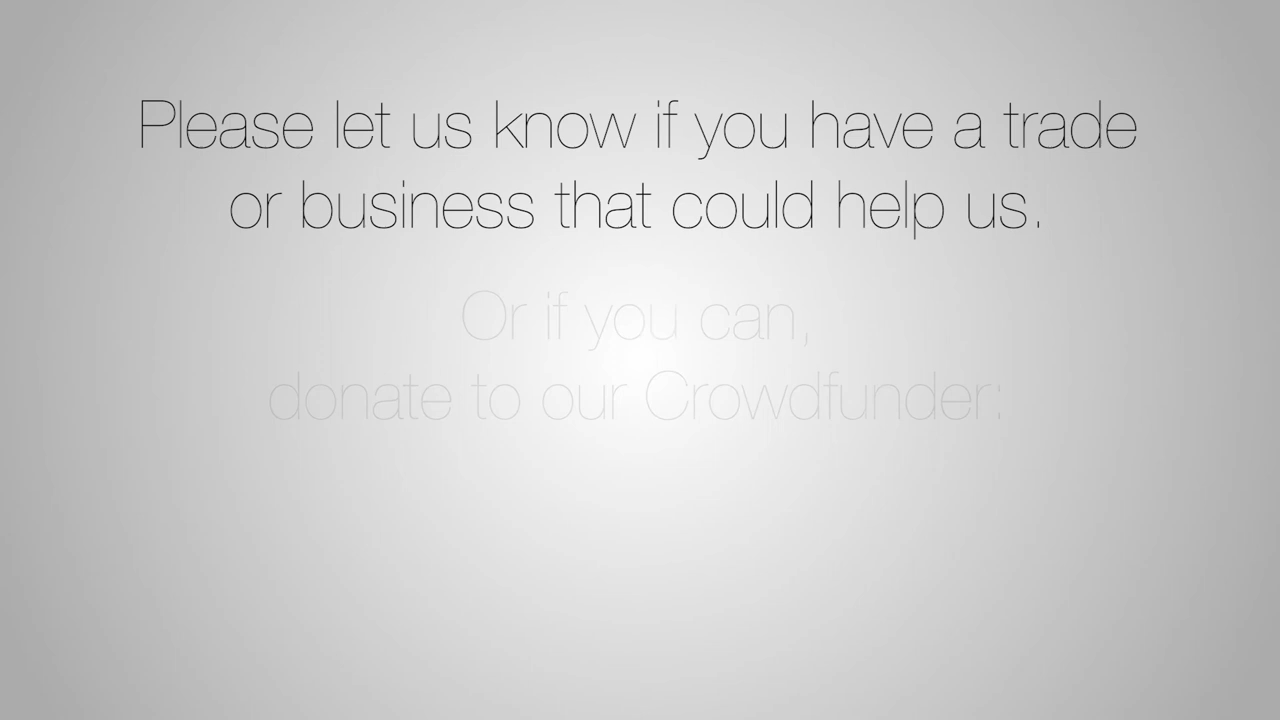 Please let us know if you have a trade
or business that could help us.
Or if you can,
donate to our Crowdfunder: